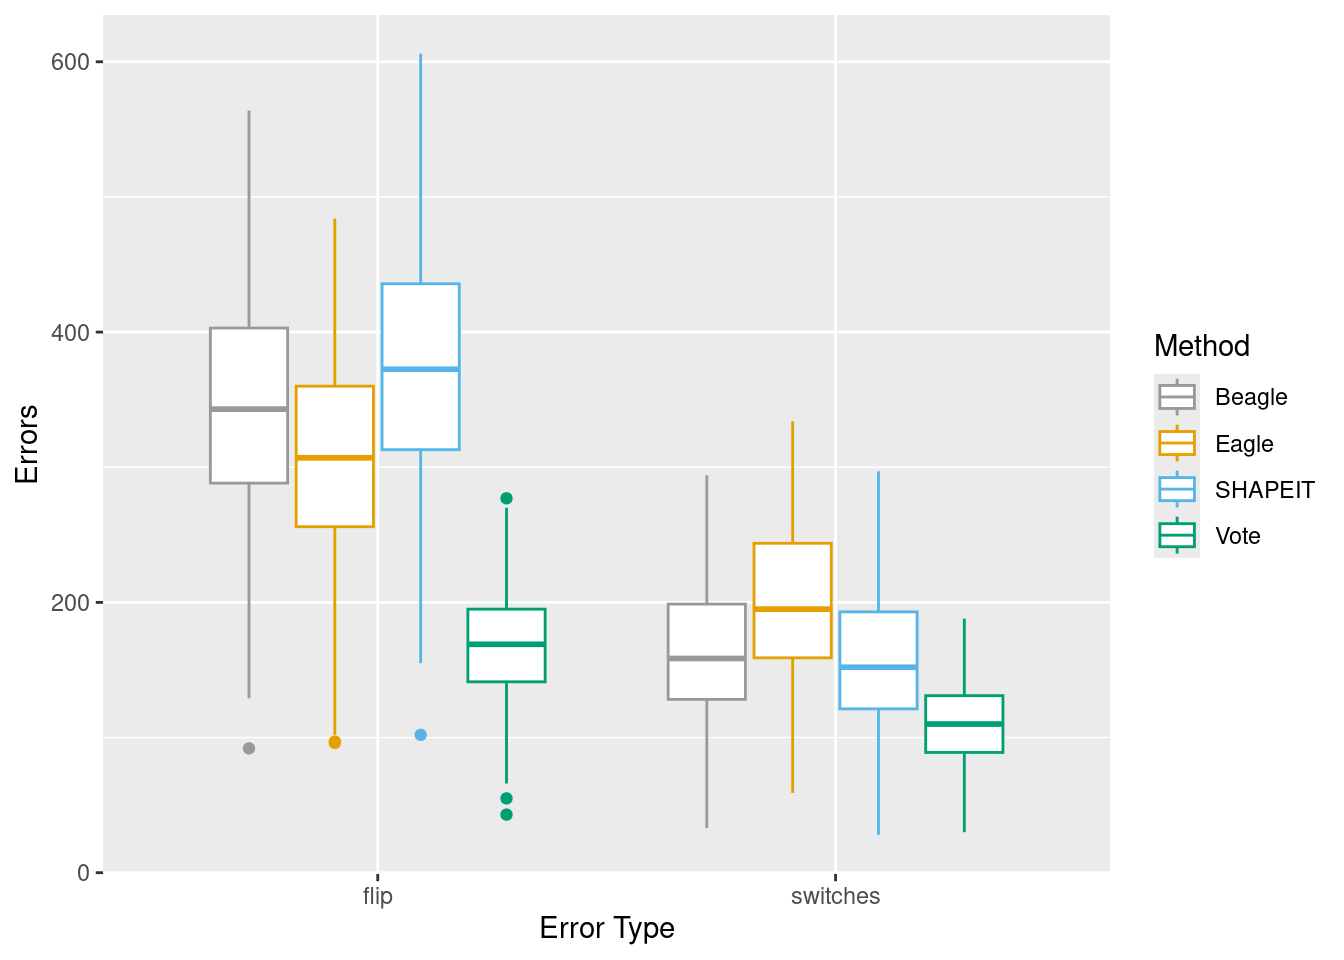 600
400
200
0
Errors
flip
switches
Error Type
Method
Beagle
Eagle
SHAPEIT
Vote